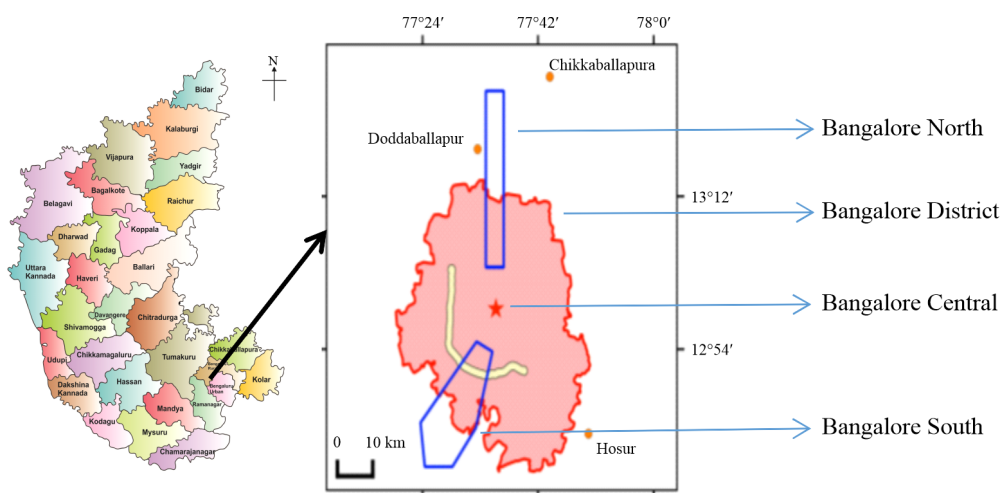 77°24′
77°42′
78°0′
N
Bidar
Kalaburgi
Vijapura
Yadgir
Bagalkote
Raichur
Belagavi
Koppala
Dharwad
Gadag
Uttara
Kannada
Haveri
Ballari
Davangere
Chitradurga
Shivamogga
Udupi
Chikkamagaluru
Tumakuru
Chikkaballapura
Hassan
Kolar
Bengaluru
Urban
Dakshina
Kannada
Mandya
Ramanagar
Kodagu
Mysuru
Chamarajanagar
Chikkaballapura
Doddaballapur
Hosur
0 10 km
13°12′
12°54′
Bangalore North
Bangalore District
Bangalore Central
Bangalore South